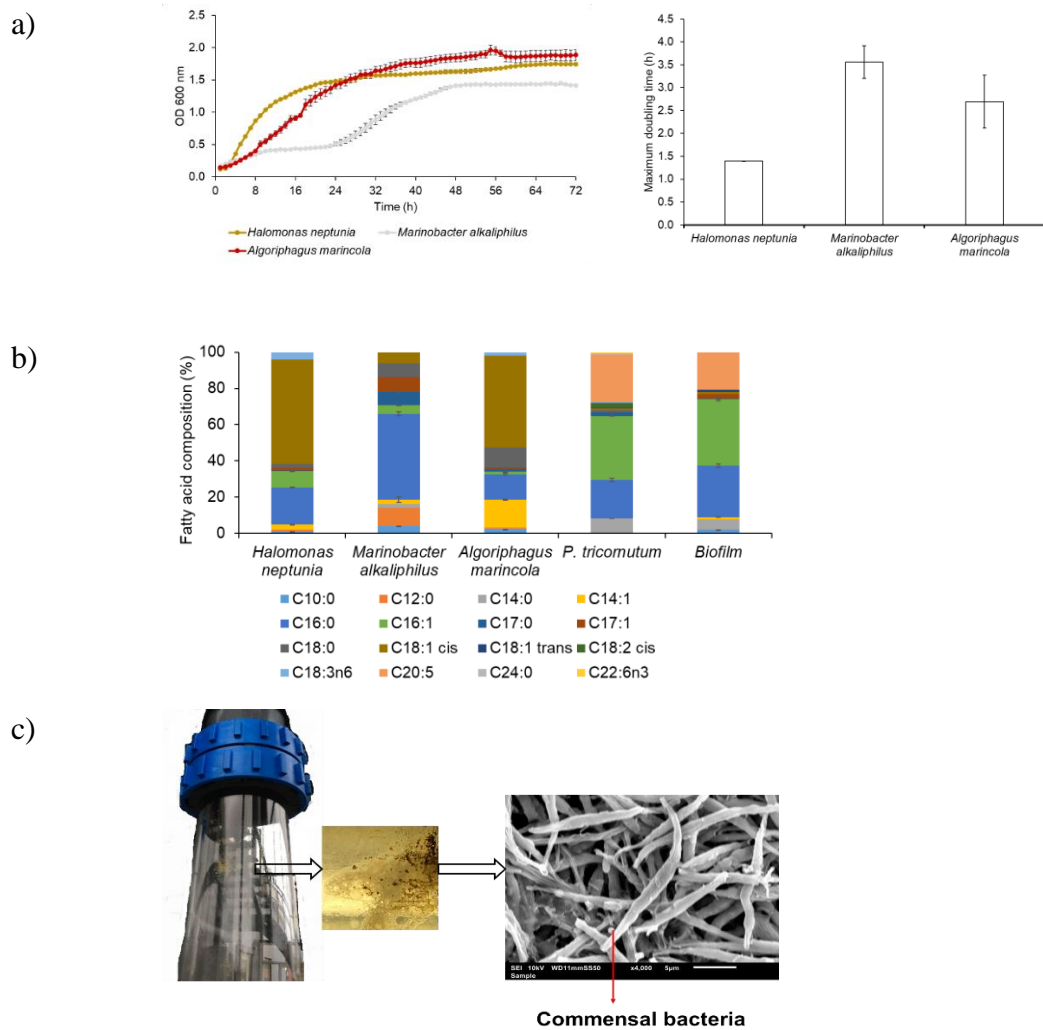 a)
2.5
2.0
1.5
1.0
0.5
0.0
OD 600 nm
0 8 16 24 32 40 48 56 64 72
Time (h)
Halomonas neptunia
Marinobacter alkaliphilus
Algoriphagus marincola
4.5
4.0
3.5
3.0
2.5
2.0
1.5
1.0
0.5
0.0
Maximum doubling time (h)
Halomonas neptunia
Marinobacter
alkaliphilus
Algoriphagus
marincola
b)
100
80
60
40
20
0
Fatty acid composition (%)
Halomonas
neptunia
Marinobacter
alkaliphilus
Algoriphagus
marincola
P. tricornutum
Biofilm
C10:0 C12:0 C14:0 C14:1
C16:0 C16:1 C17:0 C17:1
C18:0 C18:1 cis C18:1 trans C18:2 cis
C18:3n6 C20:5 C24:0 C22:6n3
c)
SEI 10kV WD11mmSS50 x4,000 5µm
Sample
Commensal bacteria